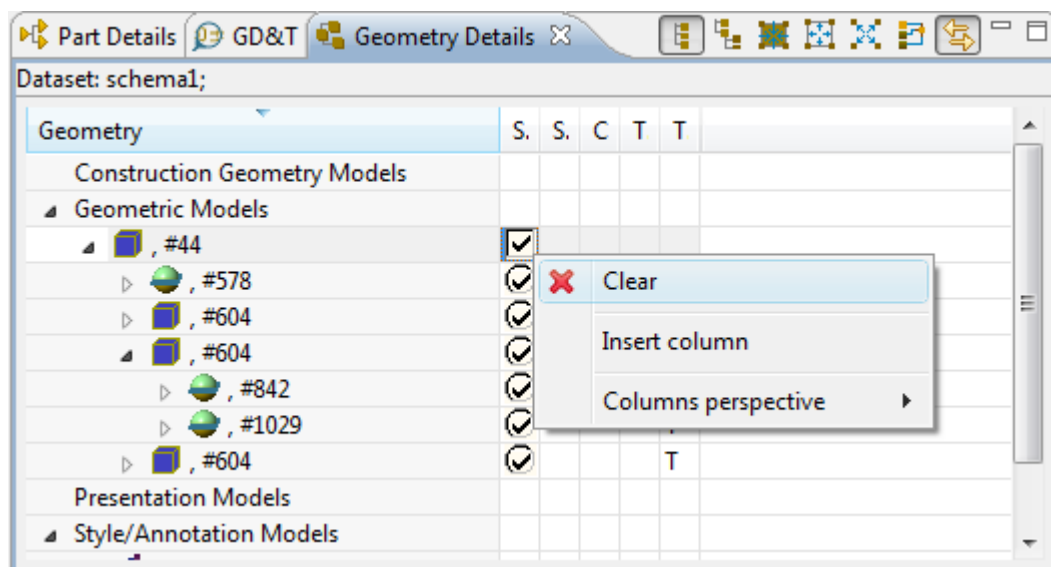 Part Details GD&T Geometry Details
Dataset: schema1;
Geometry S. S. C T T
Construction Geometry Models
Geometric Models
, #44
, #578
Clear
, #604
Insert column
, #604
, #842
Columns perspective
, #1029
, #604 T
Presentation Models
Style/Annotation Models